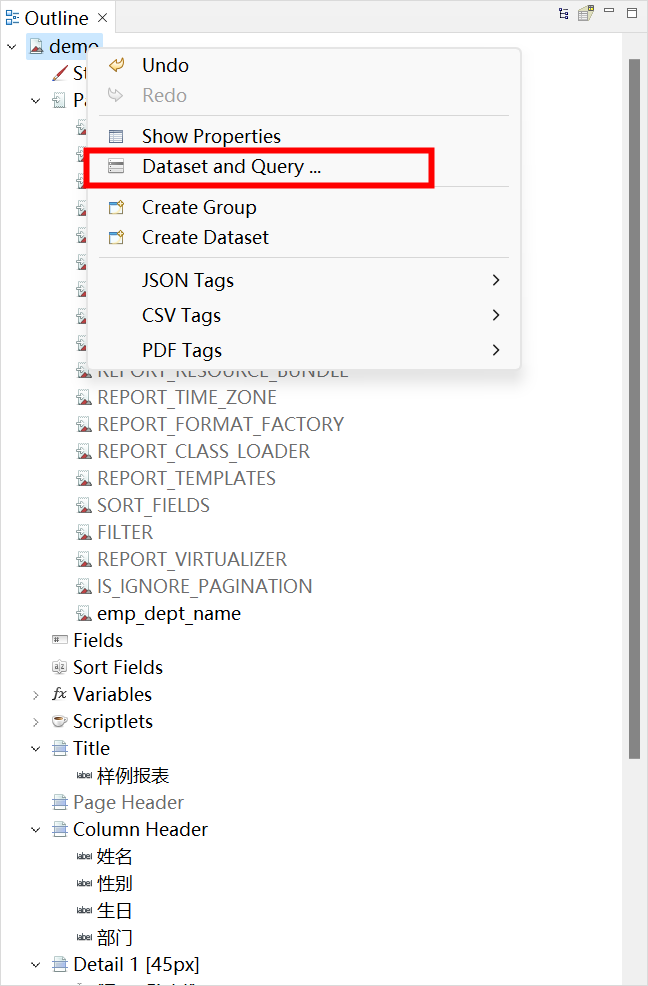 Outline
demo
Undo
Redo
Show Properties
Dataset and Query ...
Create Group
Create Dataset
JSON Tags
CSV Tags
PDF Tags
REPORT_RESOURCE_BUNDLE
REPORT_TIME_ZONE
REPORT_FORMAT_FACTORY
REPORT_CLASS_LOADER
REPORT_TEMPLATES
SORT_FIELDS
FILTER
REPORT_VIRTUALIZER
IS_IGNORE_PAGINATION
emp_dept_name
Fields
Sort Fields
fx Variables
Scriptlets
Title
label 样例报表
Page Header
Column Header
label 姓名
label 性别
label 生日
label 部门
Detail 1 [45px]